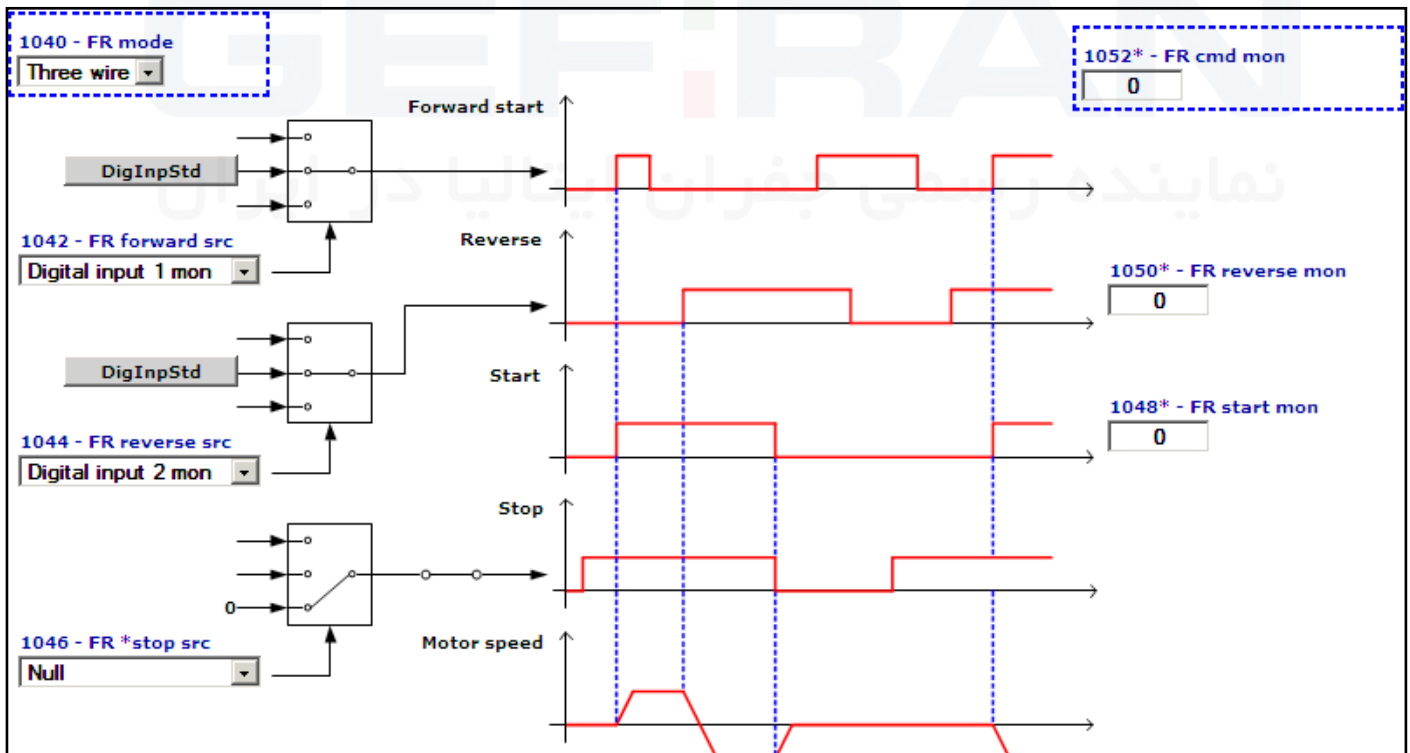 GEFRAN
نماینده رسمی جفران ایتالیا در ایران
1040 - FR mode
Three wire
1052* - FR cmd mon
0
Forward start
DigInpStd
1042 - FR forward src
Digital input 1 mon
Reverse
1050* - FR reverse mon
0
DigInpStd
Start
1048* - FR start mon
0
1044 - FR reverse src
Digital input 2 mon
Stop
0
1046 - FR *stop src
Null
Motor speed